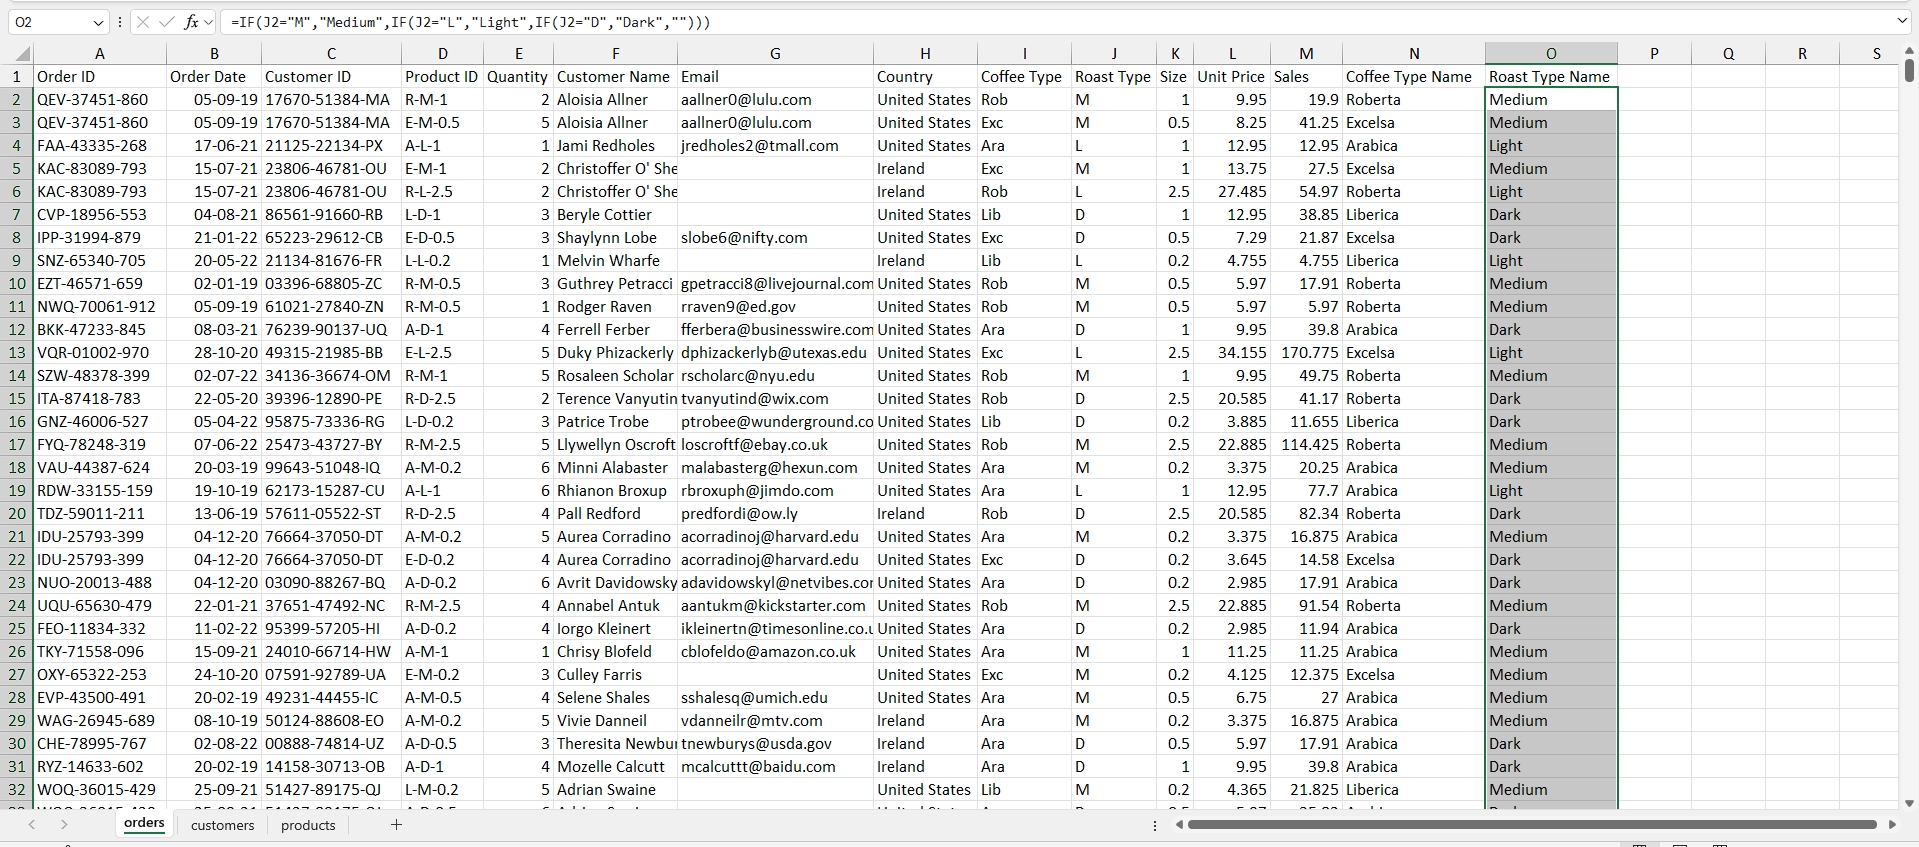 O2 fx =IF(J2="M","Medium",IF(J2="L","Light",IF(J2="D","Dark","")))
A B C D E F G H I J K L M N O P Q R S
1 Order ID Order Date Customer ID Product ID Quantity Customer Name Email Country Coffee Type Roast Type Size Unit Price Sales Coffee Type Name Roast Type Name
2 QEV-37451-860 05-09-19 17670-51384-MA R-M-1 2 Aloisia Allner aallner0@lulu.com United States Rob M 1 9.95 19.9 Roberta Medium
3 QEV-37451-860 05-09-19 17670-51384-MA E-M-0.5 5 Aloisia Allner aallner0@lulu.com United States Exc M 0.5 8.25 41.25 Excelsa Medium
4 FAA-43335-268 17-06-21 21125-22134-PX A-L-1 1 Jami Redholes jredholes2@tmall.com United States Ara L 1 12.95 12.95 Arabica Light
5 KAC-83089-793 15-07-21 23806-46781-OU E-M-1 2 Christoffer O' She Ireland Exc M 1 13.75 27.5 Excelsa Medium
6 KAC-83089-793 15-07-21 23806-46781-OU R-L-2.5 2 Christoffer O' She Ireland Rob L 2.5 27.485 54.97 Roberta Light
7 CVP-18956-553 04-08-21 86561-91660-RB L-D-1 3 Beryle Cottier United States Lib D 1 12.95 38.85 Liberica Dark
8 IPP-31994-879 21-01-22 65223-29612-CB E-D-0.5 3 Shaylynn Lobe slobe6@nifty.com United States Exc D 0.5 7.29 21.87 Excelsa Dark
9 SNZ-65340-705 20-05-22 21134-81676-FR L-L-0.2 1 Melvin Wharfe Ireland Lib L 0.2 4.755 4.755 Liberica Light
10 EZT-46571-659 02-01-19 03396-68805-ZC R-M-0.5 3 Guthrey Petracci gpetracci8@livejournal.com United States Rob M 0.5 5.97 17.91 Roberta Medium
11 NWQ-70061-912 05-09-19 61021-27840-ZN R-M-0.5 1 Rodger Raven rraven9@ed.gov United States Rob M 0.5 5.97 5.97 Roberta Medium
12 BKK-47233-845 08-03-21 76239-90137-UQ A-D-1 4 Ferrell Ferber fferbera@businesswire.com United States Ara D 1 9.95 39.8 Arabica Dark
13 VQR-01002-970 28-10-20 49315-21985-BB E-L-2.5 5 Duky Phizackerly dphizackerlyb@utexas.edu United States Exc L 2.5 34.155 170.775 Excelsa Light
14 SZW-48378-399 02-07-22 34136-36674-OM R-M-1 5 Rosaleen Scholar rscholarc@nyu.edu United States Rob M 1 9.95 49.75 Roberta Medium
15 ITA-87418-783 22-05-20 39396-12890-PE R-D-2.5 2 Terence Vanyutin tvanyutind@wix.com United States Rob D 2.5 20.585 41.17 Roberta Dark
16 GNZ-46006-527 05-04-22 95875-73336-RG L-D-0.2 3 Patrice Trobe ptrobee@wunderground.co United States Lib D 0.2 3.885 11.655 Liberica Dark
17 FYQ-78248-319 07-06-22 25473-43727-BY R-M-2.5 5 Llywellyn Oscroft loscroftf@ebay.co.uk United States Rob M 2.5 22.885 114.425 Roberta Medium
18 VAU-44387-624 20-03-19 99643-51048-IQ A-M-0.2 6 Minni Alabaster malabasterg@hexun.com United States Ara M 0.2 3.375 20.25 Arabica Medium
19 RDW-33155-159 19-10-19 62173-15287-CU A-L-1 6 Rhianon Broxup rbroxuph@jimdo.com United States Ara L 1 12.95 77.7 Arabica Light
20 TDZ-59011-211 13-06-19 57611-05522-ST R-D-2.5 4 Pall Redford predfordi@ow.ly Ireland Rob D 2.5 20.585 82.34 Roberta Dark
21 IDU-25793-399 04-12-20 76664-37050-DT A-M-0.2 5 Aurea Corradino acorradinoj@harvard.edu United States Ara M 0.2 3.375 16.875 Arabica Medium
22 IDU-25793-399 04-12-20 76664-37050-DT E-D-0.2 4 Aurea Corradino acorradinoj@harvard.edu United States Exc D 0.2 3.645 14.58 Excelsa Dark
23 NUO-20013-488 04-12-20 03090-88267-BQ A-D-0.2 6 Avrit Davidowsky adavidowskyl@netvibes.com United States Ara D 0.2 2.985 17.91 Arabica Dark
24 UQU-65630-479 22-01-21 37651-47492-NC R-M-2.5 4 Annabel Antuk aantukm@kickstarter.com United States Rob M 2.5 22.885 91.54 Roberta Medium
25 FEO-11834-332 11-02-22 95399-57205-HI A-D-0.2 4 Iorgo Kleinert ikleinertn@timesonline.co.u United States Ara D 0.2 2.985 11.94 Arabica Dark
26 TKY-71558-096 15-09-21 24010-66714-HW A-M-1 1 Chrisy Blofeld cblofeldo@amazon.co.uk United States Ara M 1 11.25 11.25 Arabica Medium
27 OXY-65322-253 24-10-20 07591-92789-UA E-M-0.2 3 Culley Farris United States Exc M 0.2 4.125 12.375 Excelsa Medium
28 EVP-43500-491 20-02-19 49231-44455-IC A-M-0.5 4 Selene Shales sshalesq@umich.edu United States Ara M 0.5 6.75 27 Arabica Medium
29 WAG-26945-689 08-10-19 50124-88608-EO A-M-0.2 5 Vivie Danneil vdanneilr@mtv.com Ireland Ara M 0.2 3.375 16.875 Arabica Medium
30 CHE-78995-767 02-08-22 00888-74814-UZ A-D-0.5 3 Theresita Newbur tnewburys@usda.gov Ireland Ara D 0.5 5.97 17.91 Arabica Dark
31 RYZ-14633-602 20-02-19 14158-30713-OB A-D-1 4 Mozelle Calcutt mcalcuttt@baidu.com Ireland Ara D 1 9.95 39.8 Arabica Dark
32 WOQ-36015-429 25-09-21 51427-89175-QJ L-M-0.2 5 Adrian Swaine United States Lib M 0.2 4.365 21.825 Liberica Medium
orders customers products